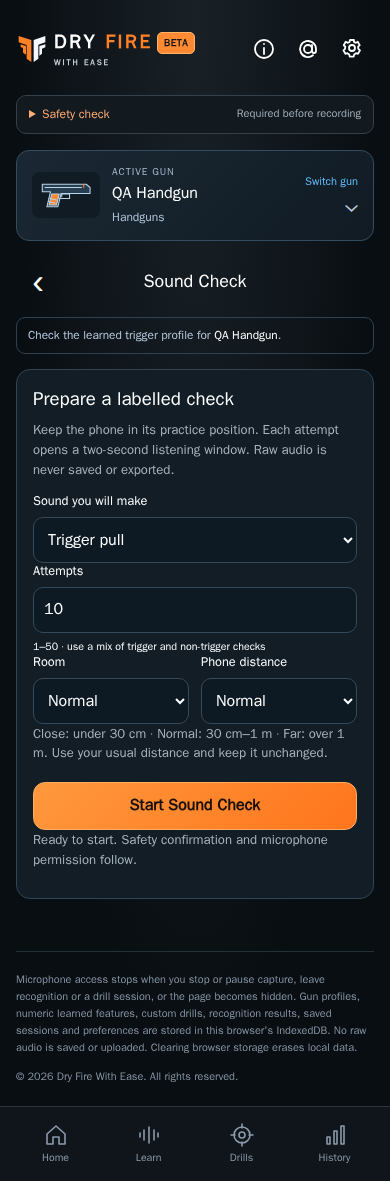 DRY FIRE BETA
WITH EASE
Safety check Required before recording
ACTIVE GUN
QA Handgun
Handguns
Switch gun
Sound Check
Check the learned trigger profile for QA Handgun.
Prepare a labelled check
Keep the phone in its practice position. Each attempt
opens a two-second listening window. Raw audio is
never saved or exported.
Sound you will make
Trigger pull
Attempts
10
1–50 · use a mix of trigger and non-trigger checks
Room Phone distance
Normal Normal
Close: under 30 cm · Normal: 30 cm–1 m · Far: over 1
m. Use your usual distance and keep it unchanged.
Start Sound Check
Ready to start. Safety confirmation and microphone
permission follow.
Microphone access stops when you stop or pause capture, leave
recognition or a drill session, or the page becomes hidden. Gun profiles,
numeric learned features, custom drills, recognition results, saved
sessions and preferences are stored in this browser's IndexedDB. No raw
audio is saved or uploaded. Clearing browser storage erases local data.
© 2026 Dry Fire With Ease. All rights reserved.
Home Learn Drills History